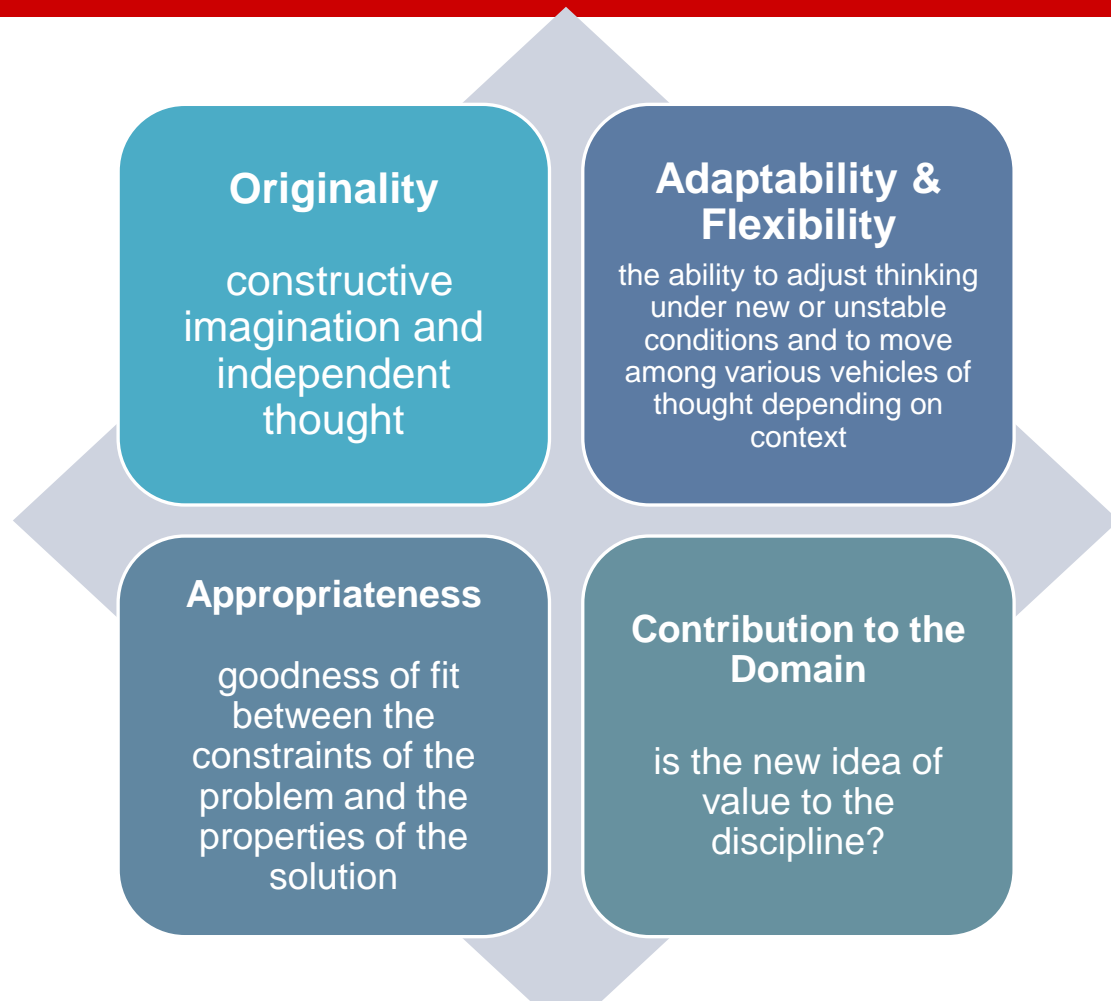 Originality
constructive
imagination and
independent
thought
Adaptability &
Flexibility
the ability to adjust thinking
under new or unstable
conditions and to move
among various vehicles of
thought depending on
context
Appropriateness
goodness of fit
between the
constraints of the
problem and the
properties of the
solution
Contribution to the
Domain
is the new idea of
value to the
discipline?